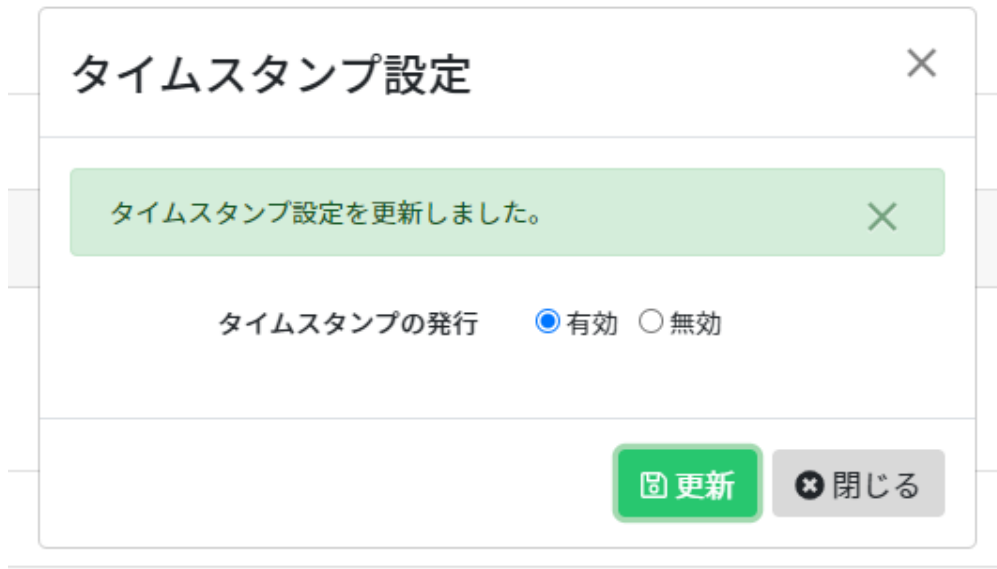 タイムスタンプ設定
タイムスタンプ設定を更新しました。
タイムスタンプの発行 有効 無効
更新 閉じる